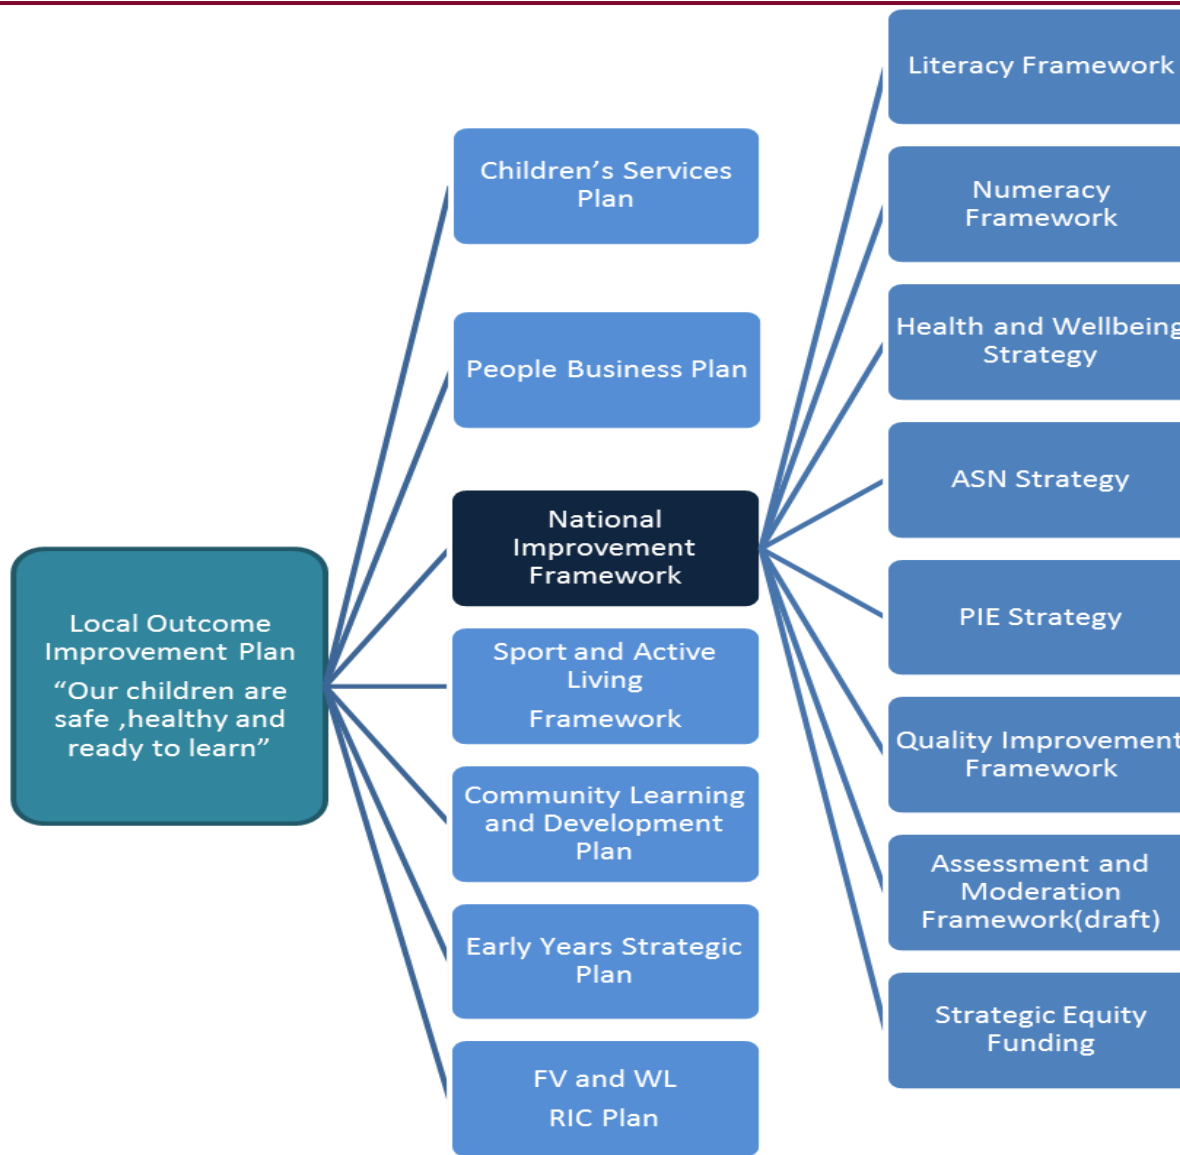 Local Outcome
Improvement Plan
“Our children are
safe ,healthy and
ready to learn”
Children’s Services
Plan
People Business Plan
National
Improvement
Framework
Sport and Active
Living
Framework
Community Learning
and Development
Plan
Early Years Strategic
Plan
FV and WL
RIC Plan
Literacy Framework
Numeracy
Framework
Health and Wellbeing
Strategy
ASN Strategy
PIE Strategy
Quality Improvement
Framework
Assessment and
Moderation
Framework(draft)
Strategic Equity
Funding